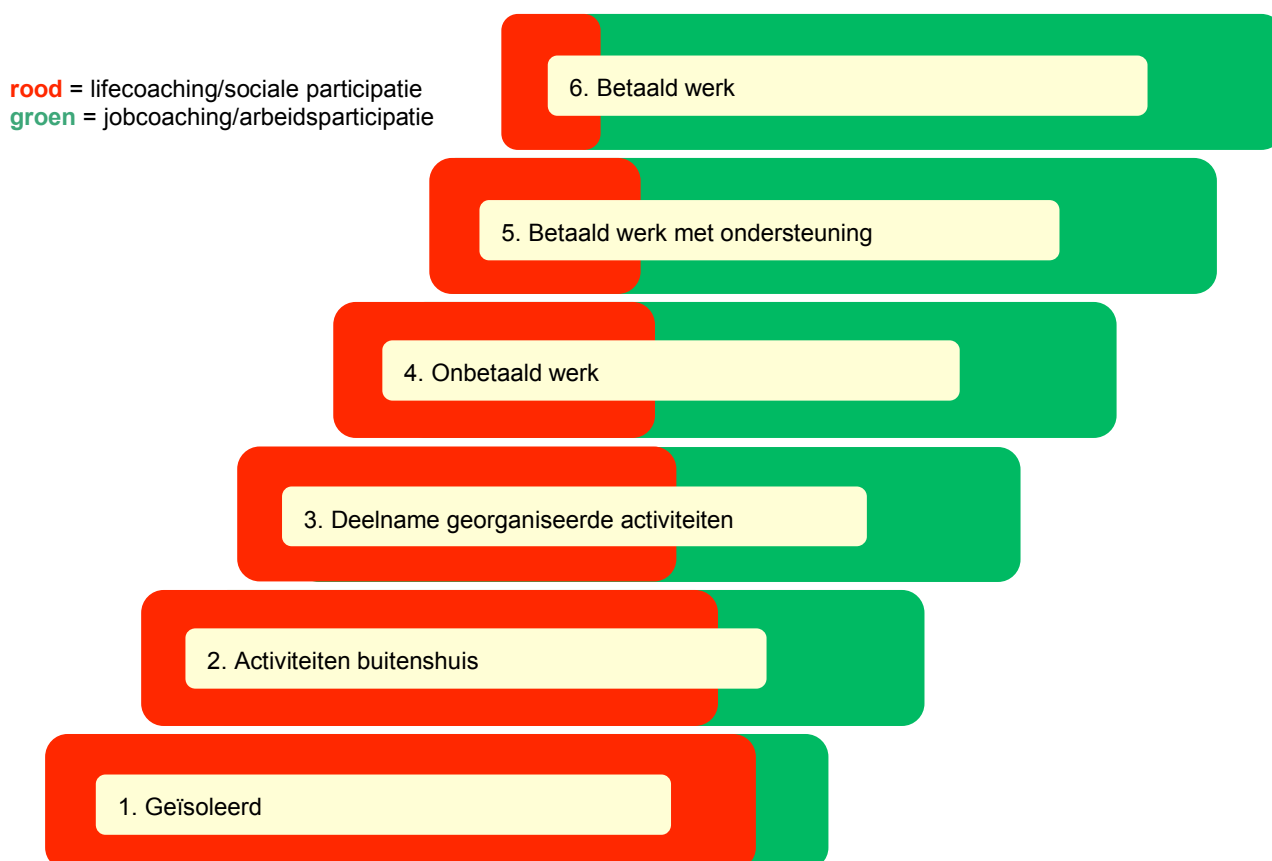 rood = lifecoaching/sociale participatie
groen = jobcoaching/arbeidsparticipatie
6. Betaald werk
5. Betaald werk met ondersteuning
4. Onbetaald werk
3. Deelname georganiseerde activiteiten
2. Activiteiten buitenshuis
1. Geïsoleerd